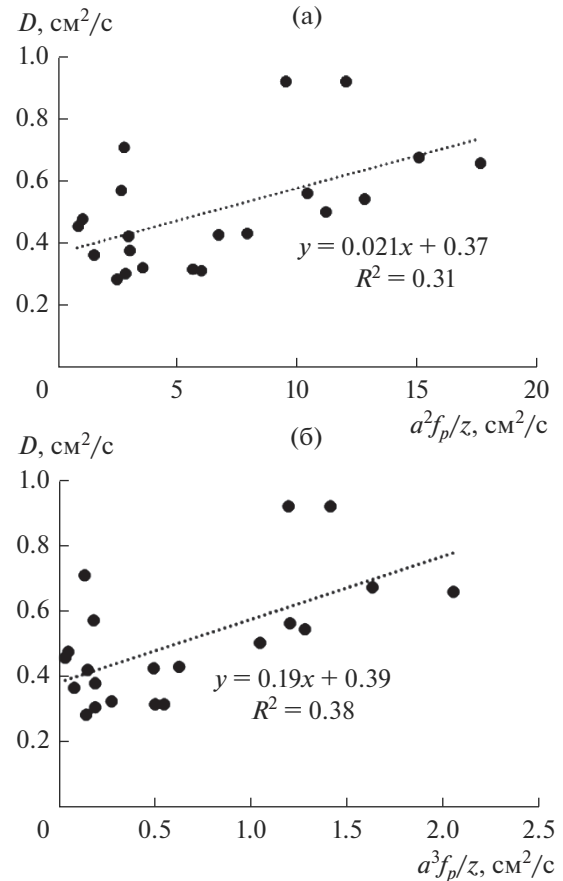 D, см²/с
(а)
1.0
0.8
0.6
0.4
0.2
0
5
10
15
20
y = 0.021x + 0.37
R² = 0.31
a²fₚ/z, см²/с
D, см²/с
(б)
1.0
0.8
0.6
0.4
0.2
0
0.5
1.0
1.5
2.0
2.5
y = 0.19x + 0.39
R² = 0.38
a³fₚ/z, см²/с